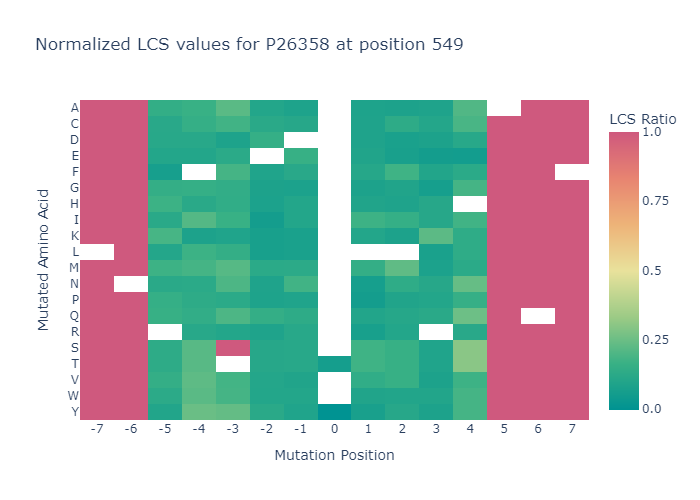 Normalized LCS values for P26358 at position 549
LCS Ratio
1.0
0.75
0.5
0.25
0.0
Mutated Amino Acid
A
C
D
E
F
G
H
I
K
L
M
N
P
Q
R
S
T
V
W
Y
-7 -6 -5 -4 -3 -2 -1 0 1 2 3 4 5 6 7
Mutation Position